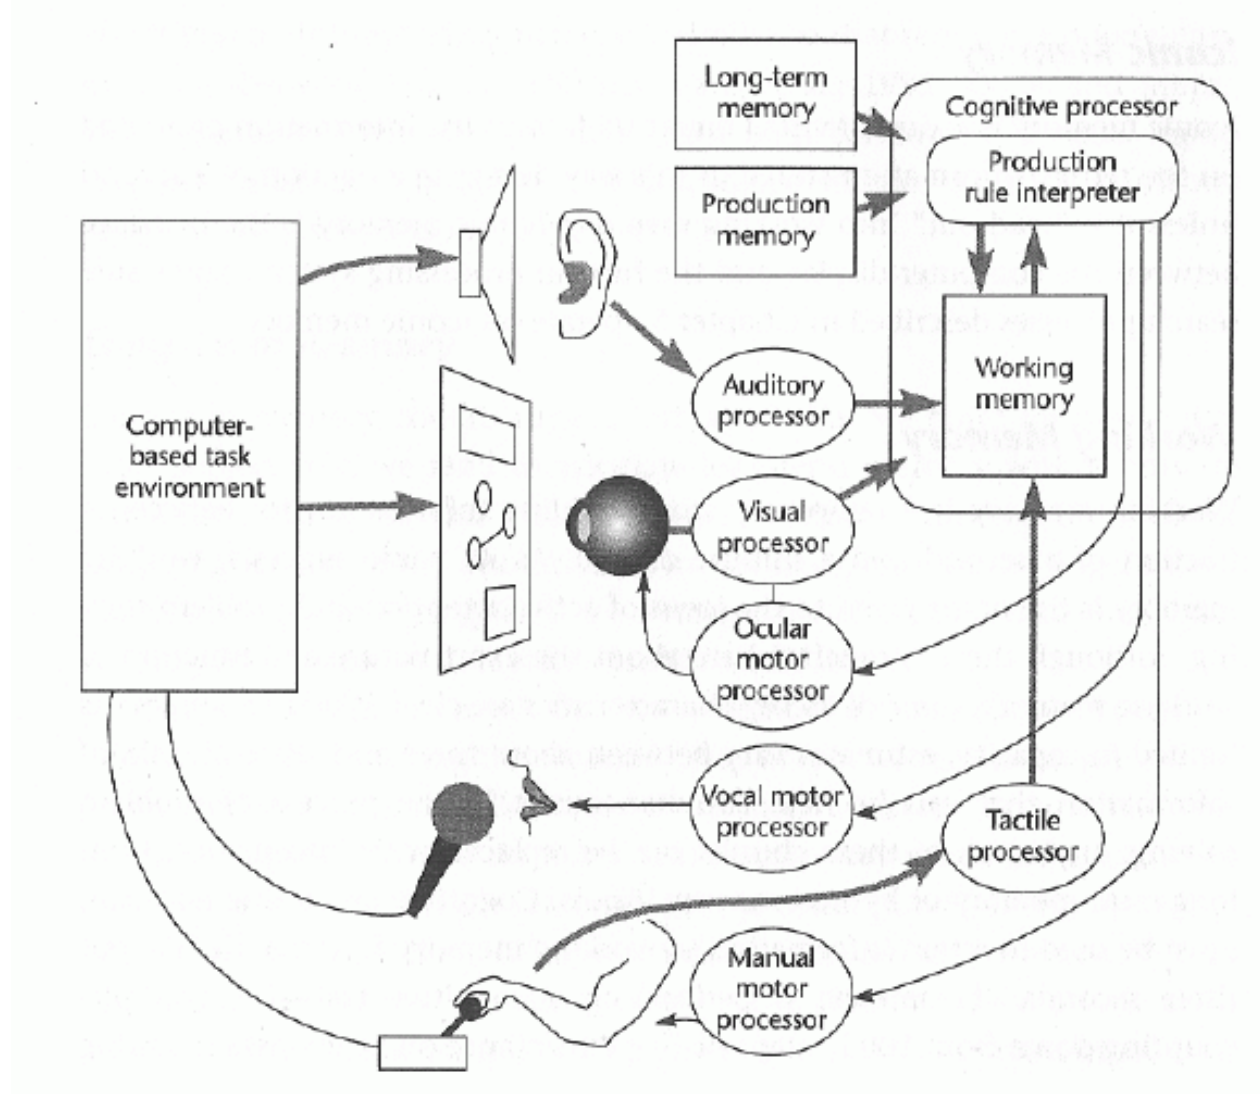 Long-term
memory
Cognitive processor
Production
rule interpreter
Production
memory
Working
memory
Auditory
processor
Computer-
based task
environment
Visual
processor
Ocular
motor
processor
Vocal motor
processor
Tactile
processor
Manual
motor
processor